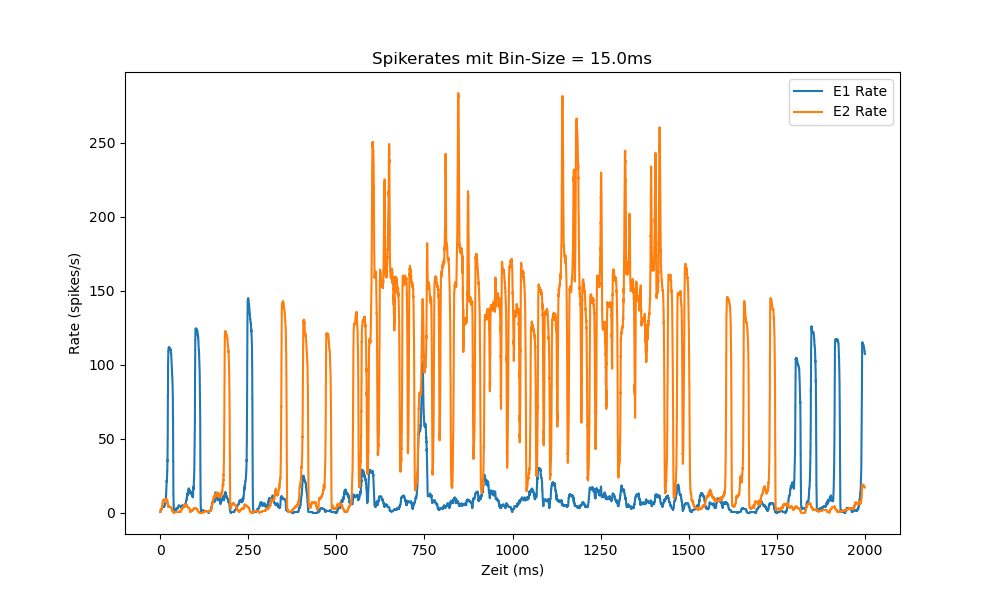 Spikerates mit Bin-Size = 15.0ms
E1 Rate
E2 Rate
Rate (spikes/s)
250
200
150
100
50
0
0 250 500 750 1000 1250 1500 1750 2000
Zeit (ms)